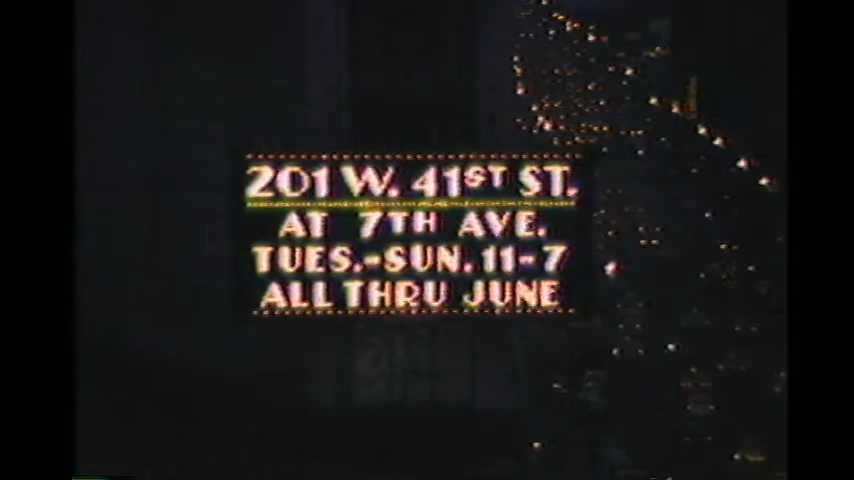 201 W. 41ST ST.
AT 7TH AVE.
TUES.-SUN. 11-7
ALL THRU JUNE